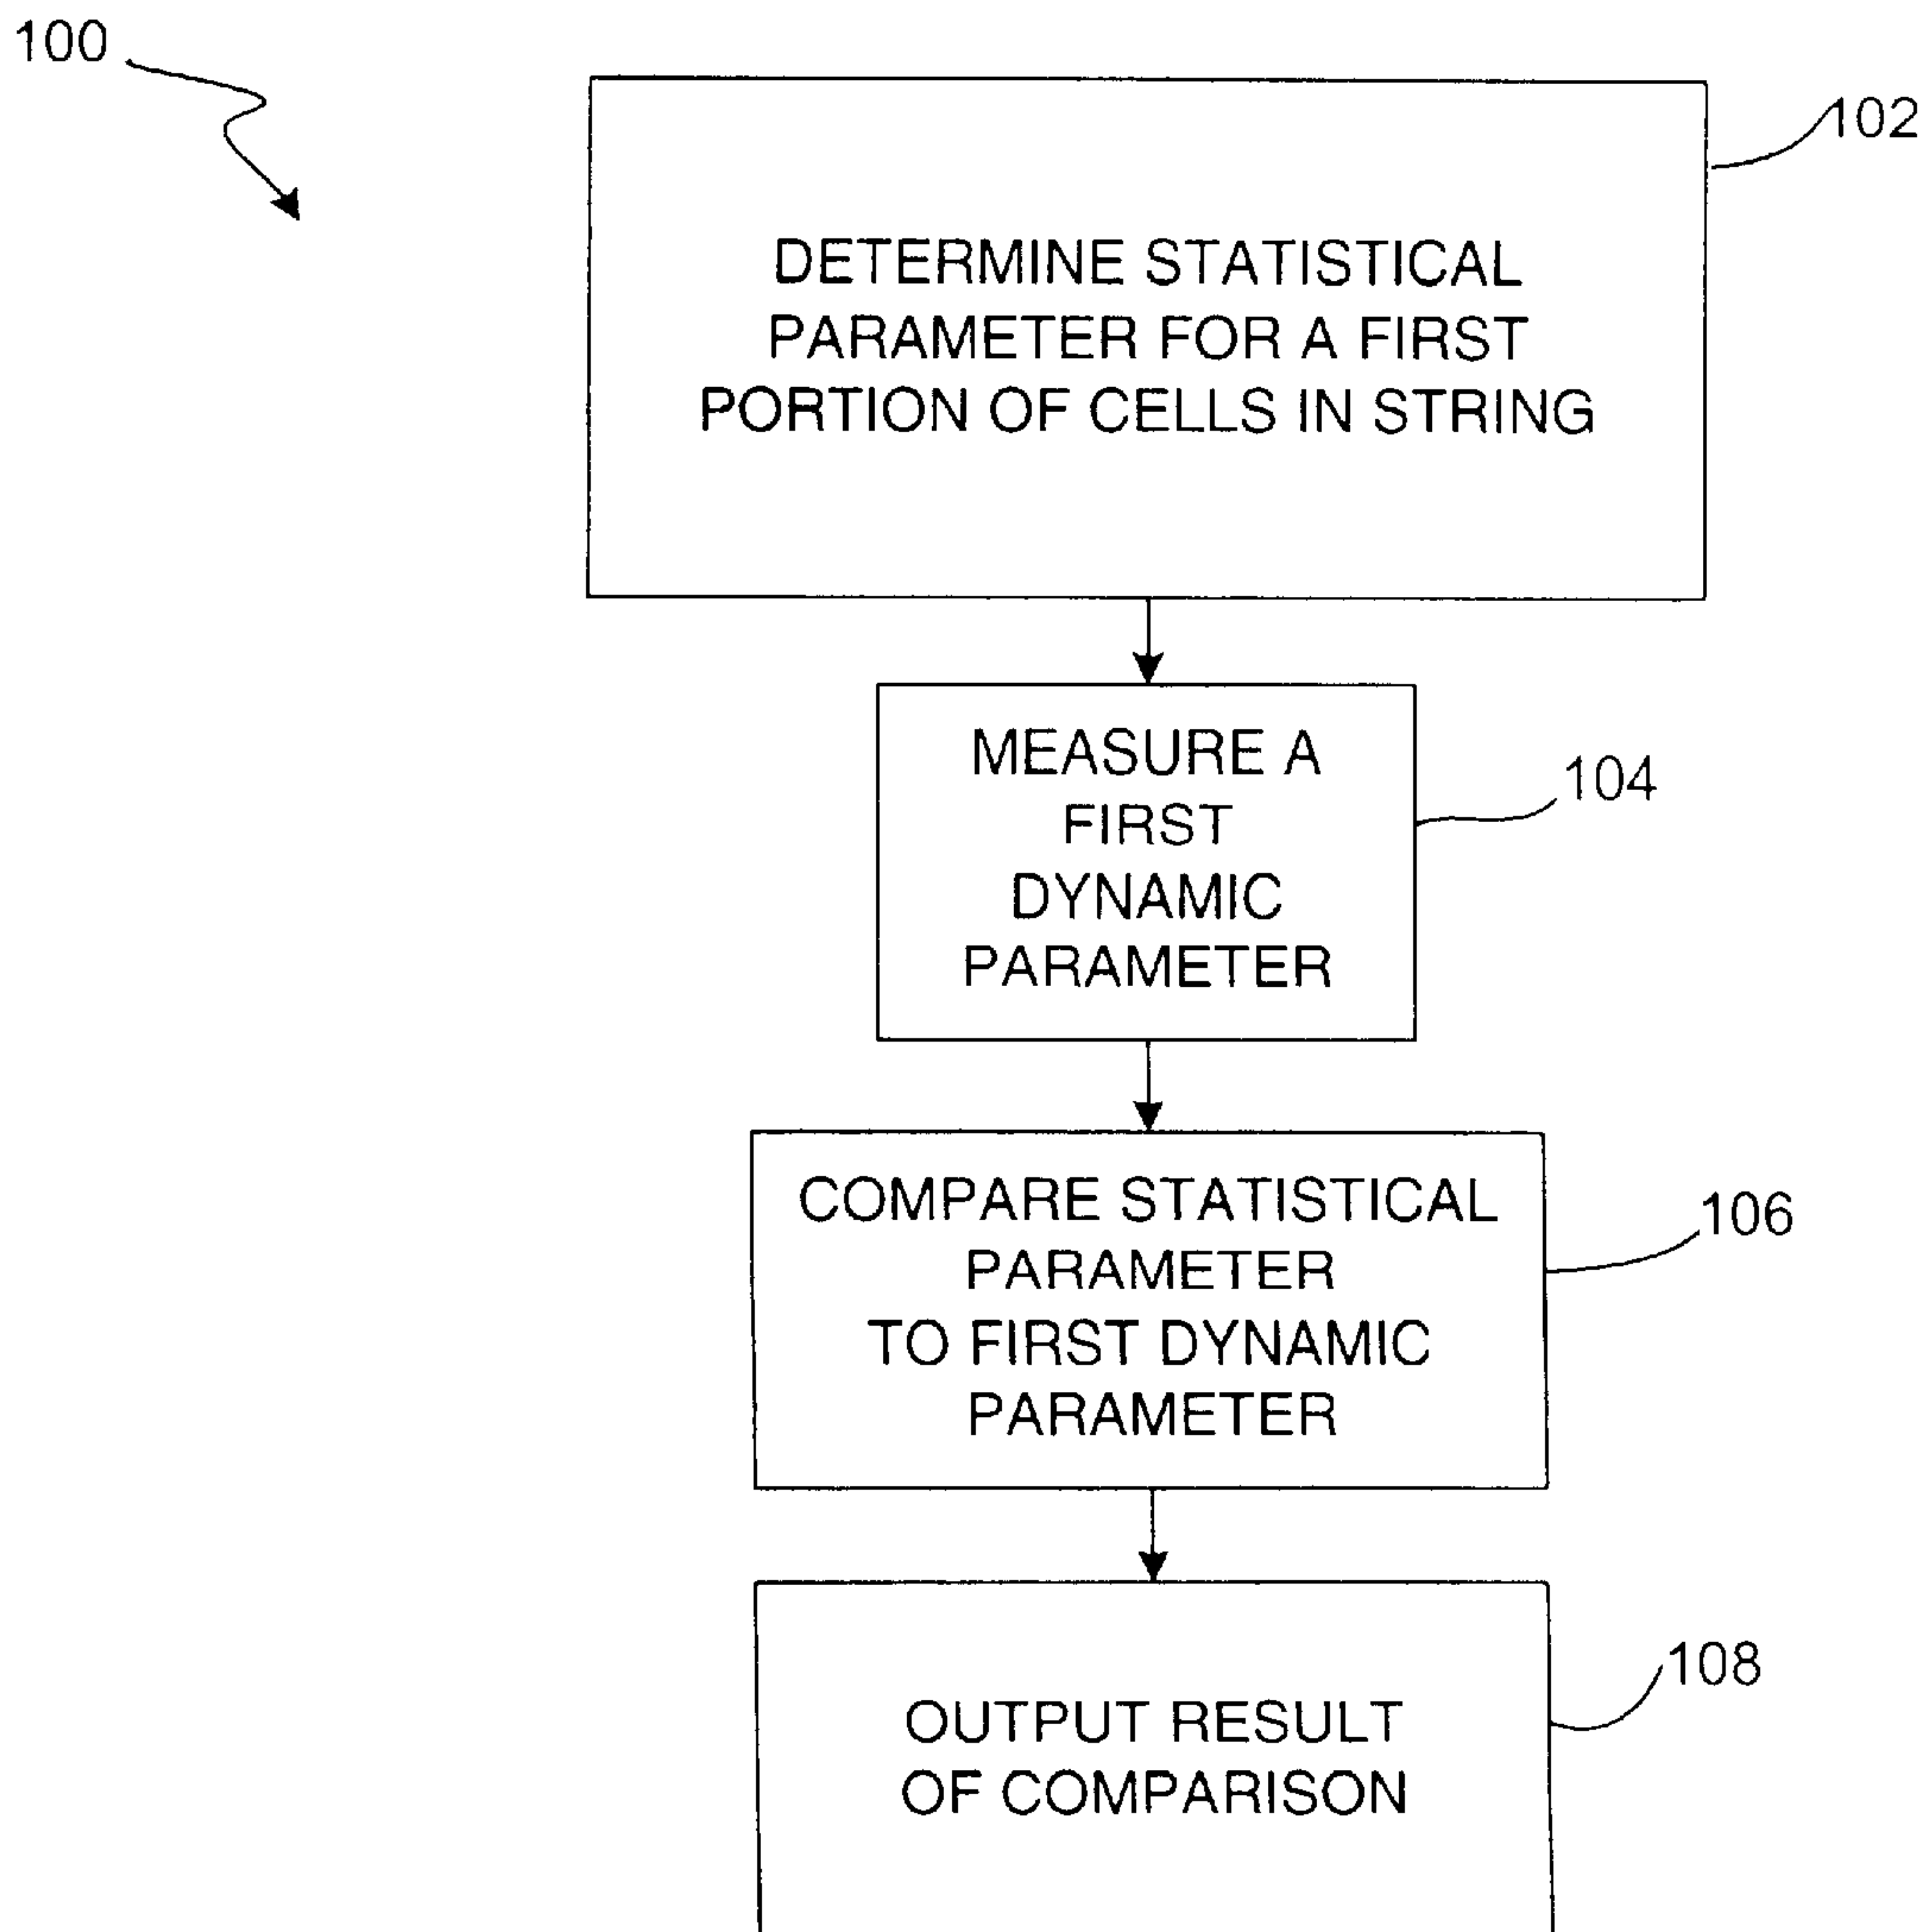 100
102
DETERMINE STATISTICAL
PARAMETER FOR A FIRST
PORTION OF CELLS IN STRING
MEASURE A
FIRST
DYNAMIC
PARAMETER
104
COMPARE STATISTICAL
PARAMETER
TO FIRST DYNAMIC
PARAMETER
106
OUTPUT RESULT
OF COMPARISON
108